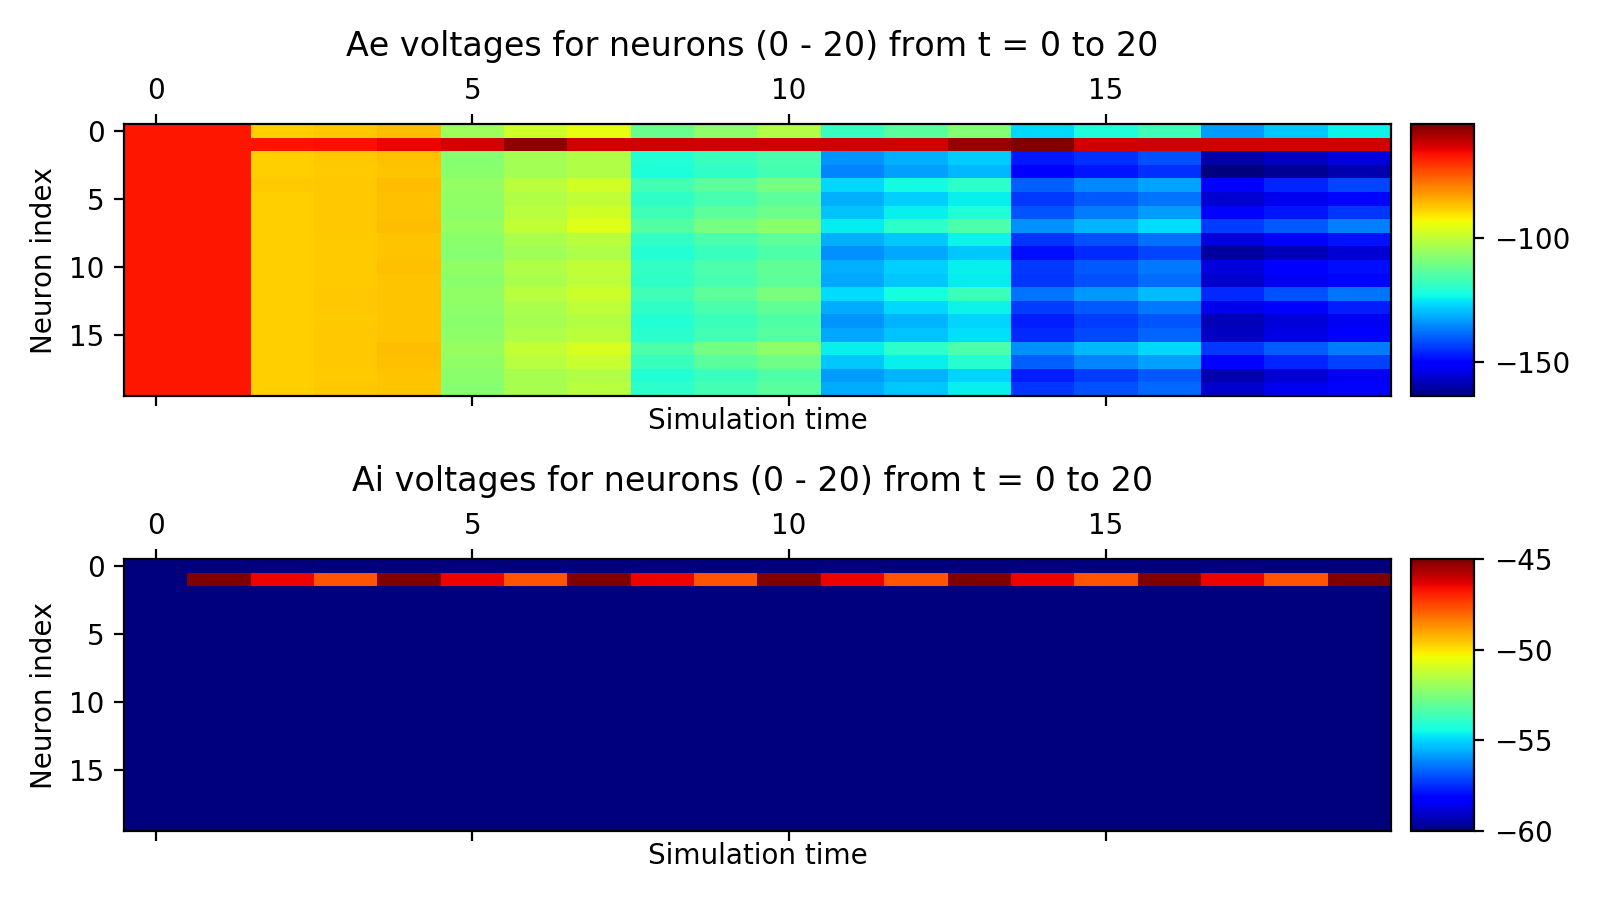 Ae voltages for neurons (0 - 20) from t = 0 to 20
0 5 10 15
0
5
10
15
Neuron index
Simulation time
−100
−150
Ai voltages for neurons (0 - 20) from t = 0 to 20
0 5 10 15
0
5
10
15
Neuron index
Simulation time
−45
−50
−55
−60